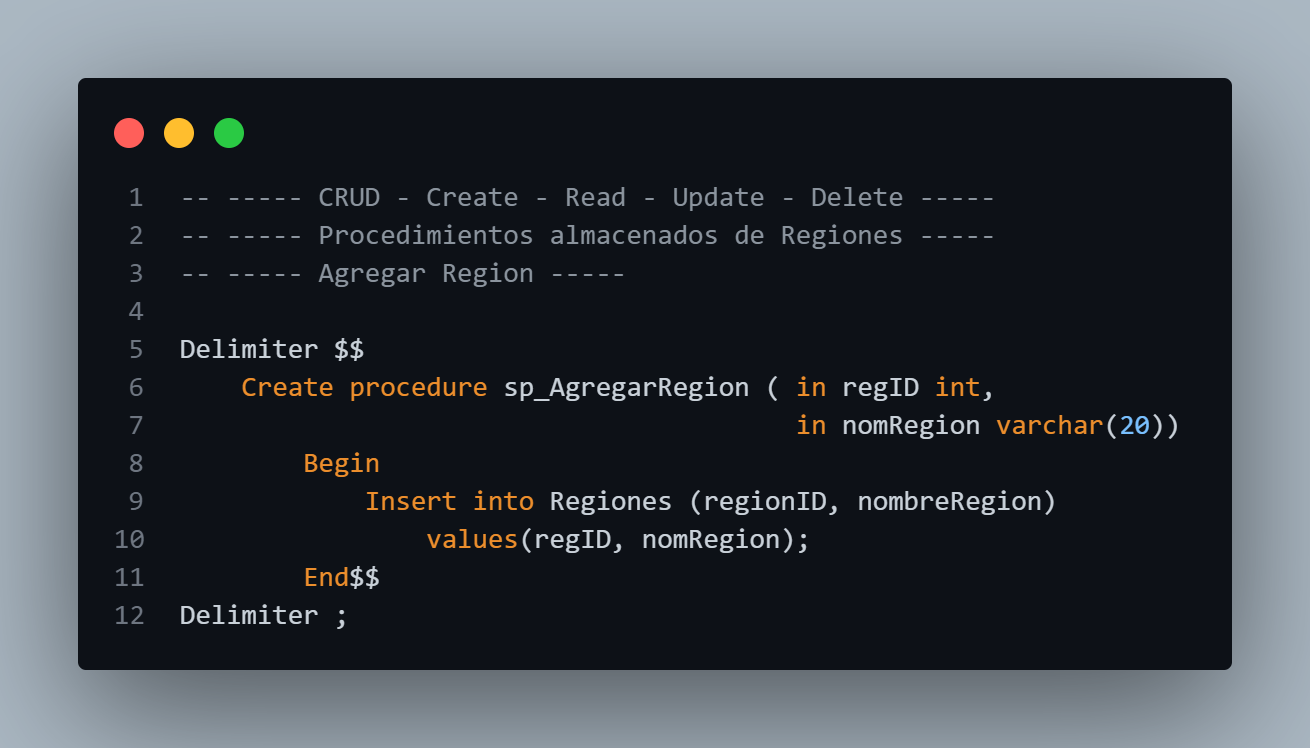 1 -- ----- CRUD - Create - Read - Update - Delete -----
2 -- ----- Procedimientos almacenados de Regiones -----
3 -- ----- Agregar Region -----
4
5 Delimiter $$
6     Create procedure sp_AgregarRegion ( in regID int,
7                                         in nomRegion varchar(20))
8         Begin
9             Insert into Regiones (regionID, nombreRegion)
10                 values(regID, nomRegion);
11         End$$
12 Delimiter ;